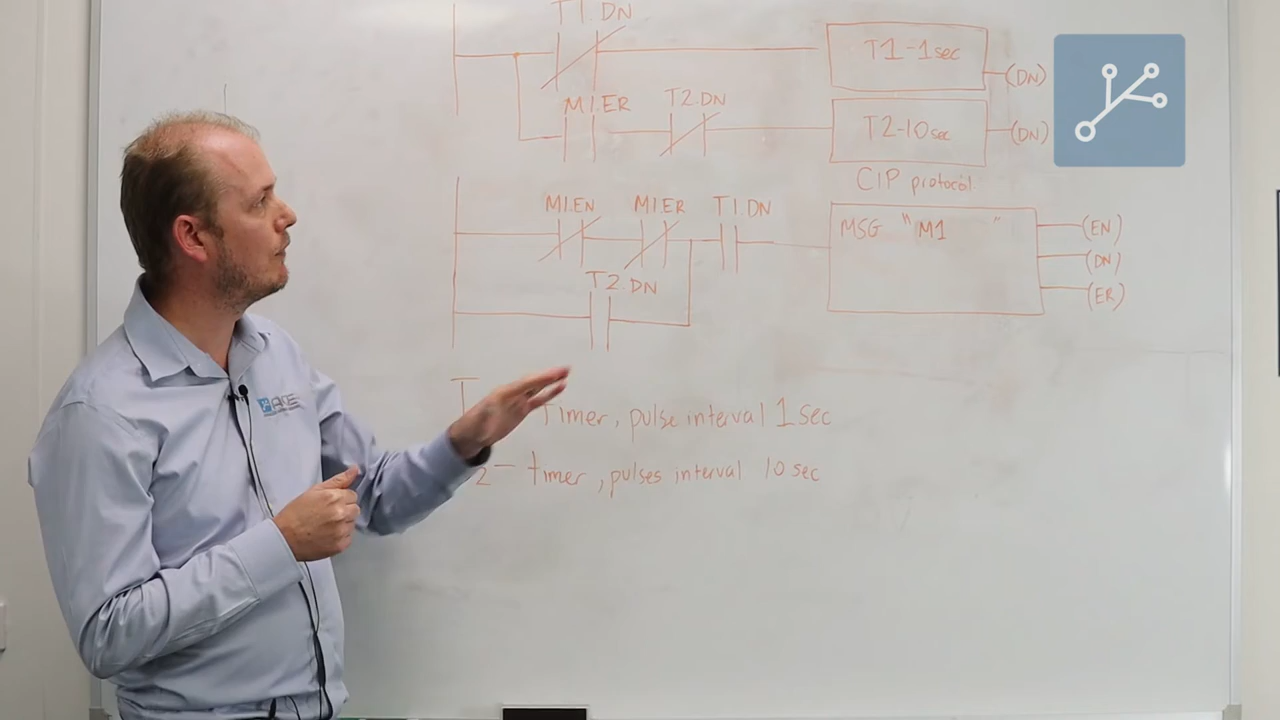 T1.DN
T1-1sec
(DN)
M1.ER T2.DN
T2-10sec
(DN)
CIP protocol
M1.EN M1.ER T1.DN
MSG "M1 "
(EN)
(DN)
(ER)
T2.DN
T
Timer, pulse interval 1 sec
2 - timer, pulses interval 10 sec